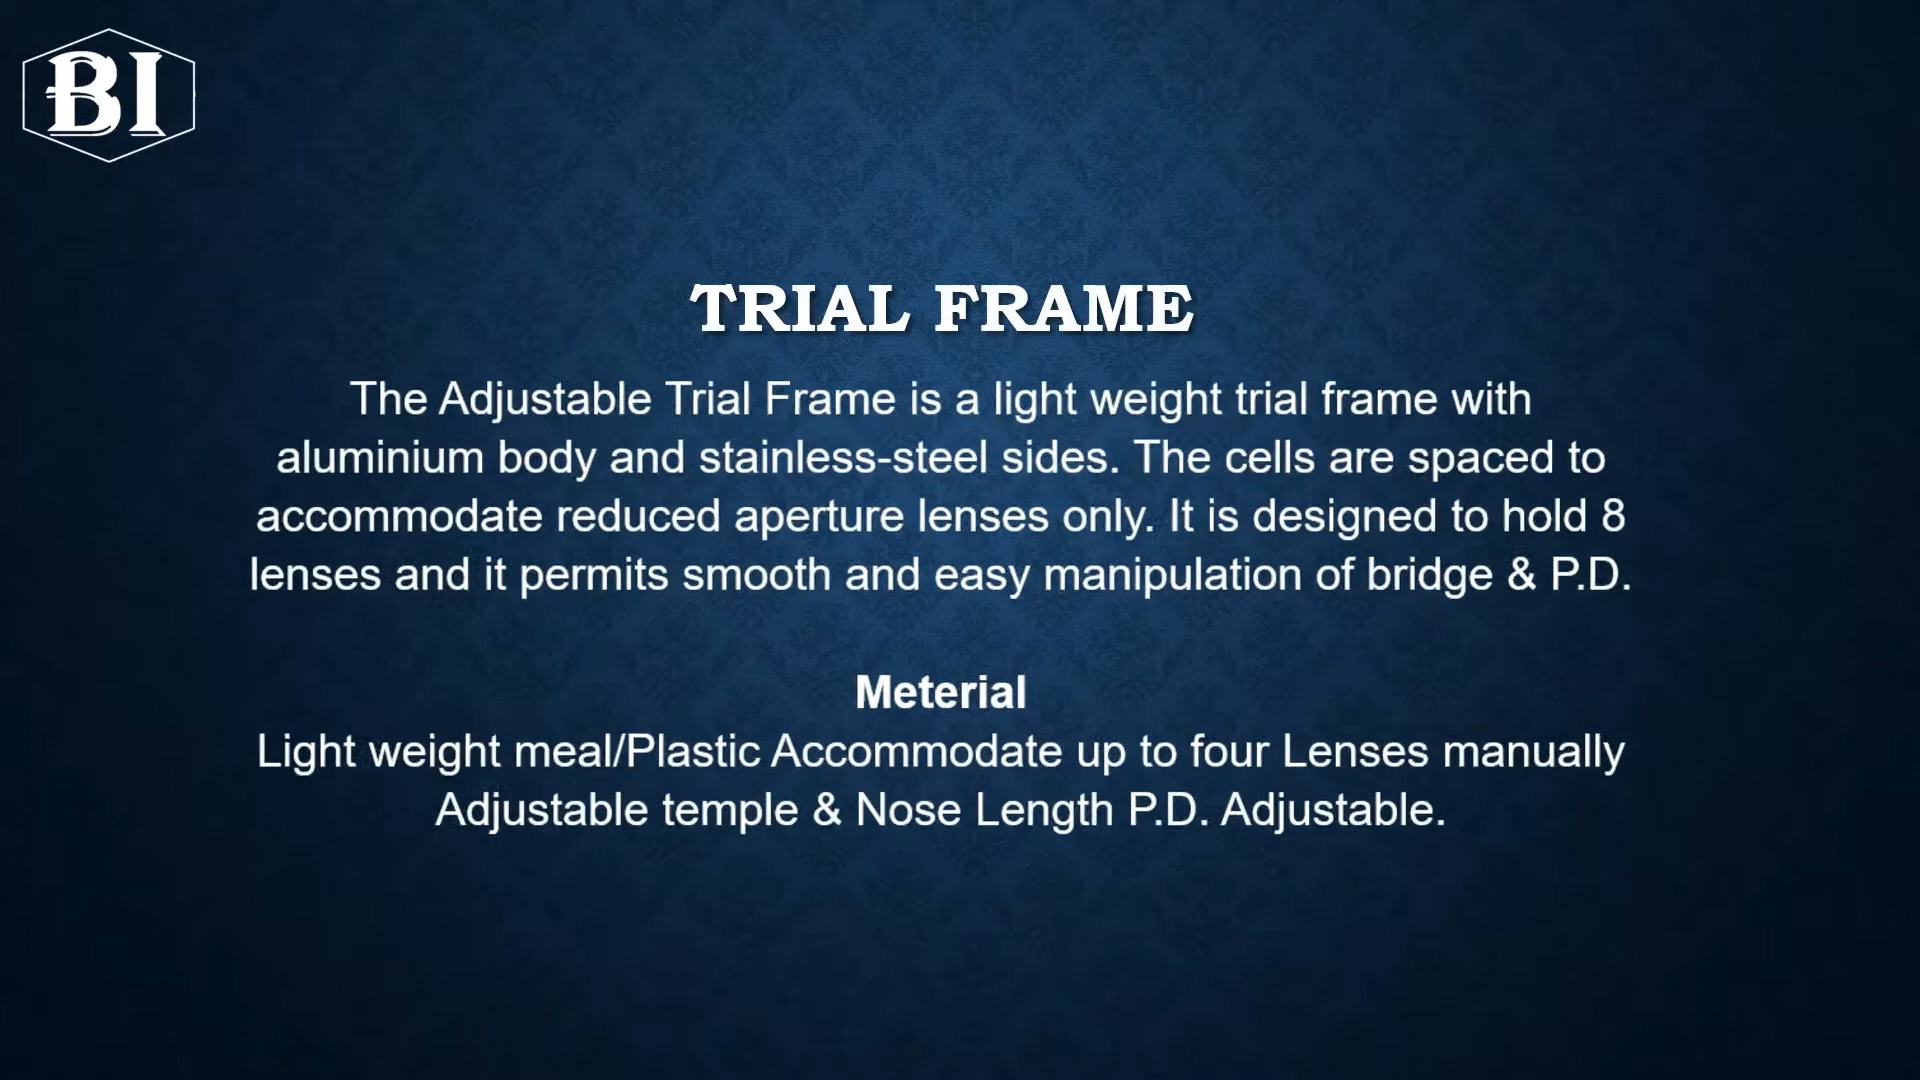 BI
TRIAL FRAME
The Adjustable Trial Frame is a light weight trial frame with
aluminium body and stainless-steel sides. The cells are spaced to
accommodate reduced aperture lenses only. It is designed to hold 8
lenses and it permits smooth and easy manipulation of bridge & P.D.
Meterial
Light weight meal/Plastic Accommodate up to four Lenses manually
Adjustable temple & Nose Length P.D. Adjustable.